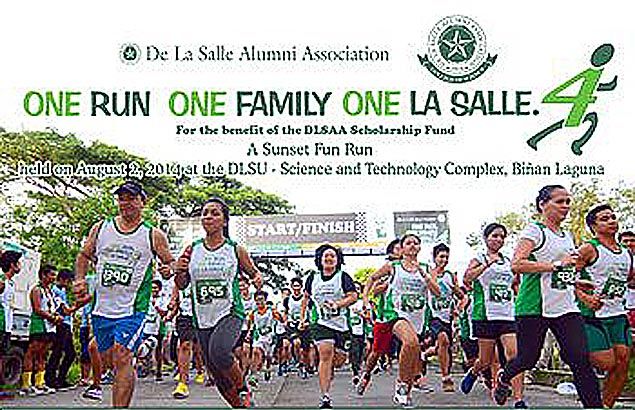 De La Salle Alumni Association
ONE RUN ONE FAMILY ONE LA SALLE. 4
For the benefit of the DLSAA Scholarship Fund
A Sunset Fun Run
held on August 2, 2014 at the DLSU - Science and Technology Complex, Biñan Laguna
START/FINISH
695